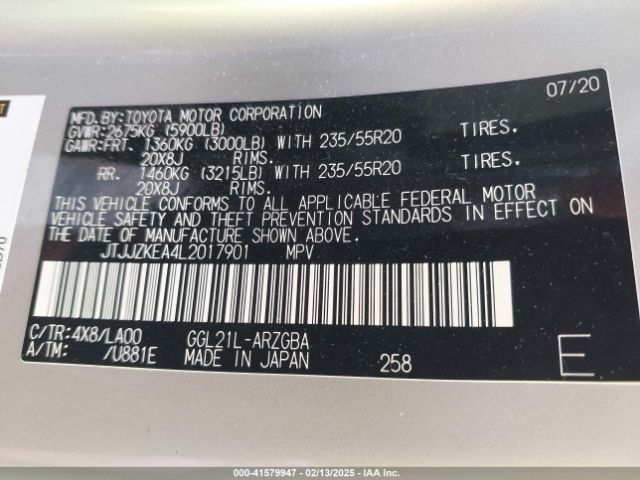 07/20
MFD.BY:TOYOTA MOTOR CORPORATION
GVWR:2675KG (5900LB)
GAWR:FRT. 1360KG (3000LB) WITH 235/55R20 TIRES.
20X8J RIMS.
RR. 1460KG (3215LB) WITH 235/55R20 TIRES.
20X8J RIMS.
THIS VEHICLE CONFORMS TO ALL APPLICABLE FEDERAL MOTOR
VEHICLE SAFETY AND THEFT PREVENTION STANDARDS IN EFFECT ON
THE DATE OF MANUFACTURE SHOWN ABOVE.
JTJJZKEA4L2017901 MPV
C/TR:4X8/LA00 GGL21L-ARZGBA
A/TM: /U881E MADE IN JAPAN 258 E
000-41579947 - 02/13/2025 - IAA Inc.